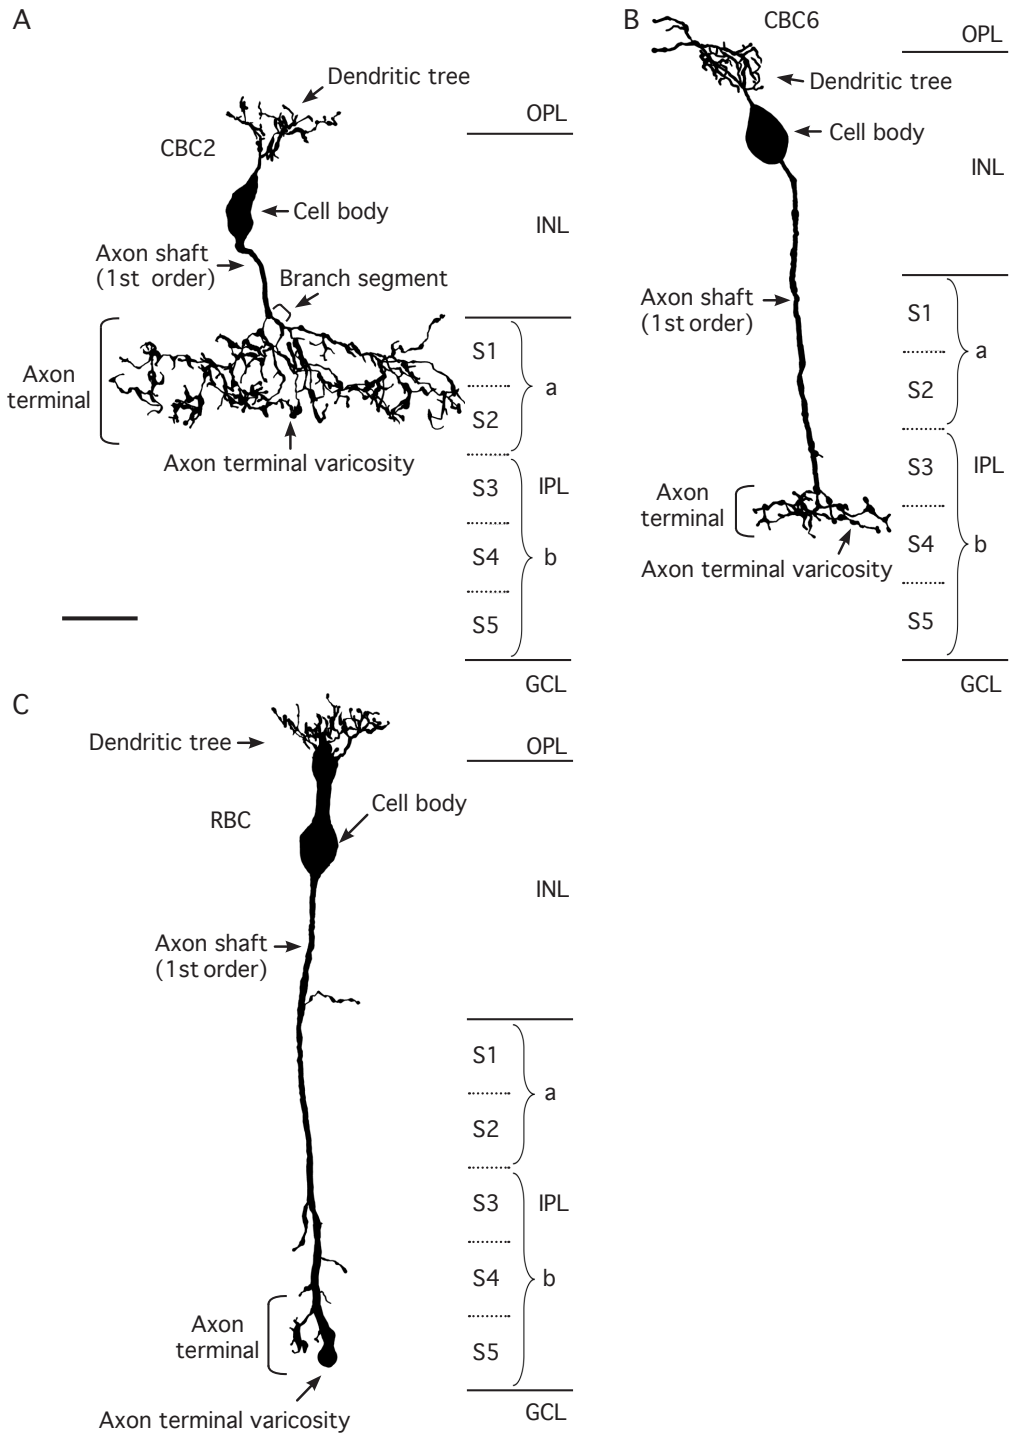 A
Dendritic tree
OPL
CBC2
Cell body
INL
Axon shaft
(1st order)
Branch segment
Axon
terminal
S1
a
S2
Axon terminal varicosity
S3
IPL
S4
b
S5
GCL
B
CBC6
OPL
Dendritic tree
Cell body
INL
Axon shaft
(1st order)
S1
a
S2
S3
IPL
Axon
terminal
S4
b
Axon terminal varicosity
S5
GCL
C
Dendritic tree
OPL
Cell body
RBC
INL
Axon shaft
(1st order)
S1
a
S2
S3
IPL
S4
b
Axon
terminal
S5
Axon terminal varicosity
GCL